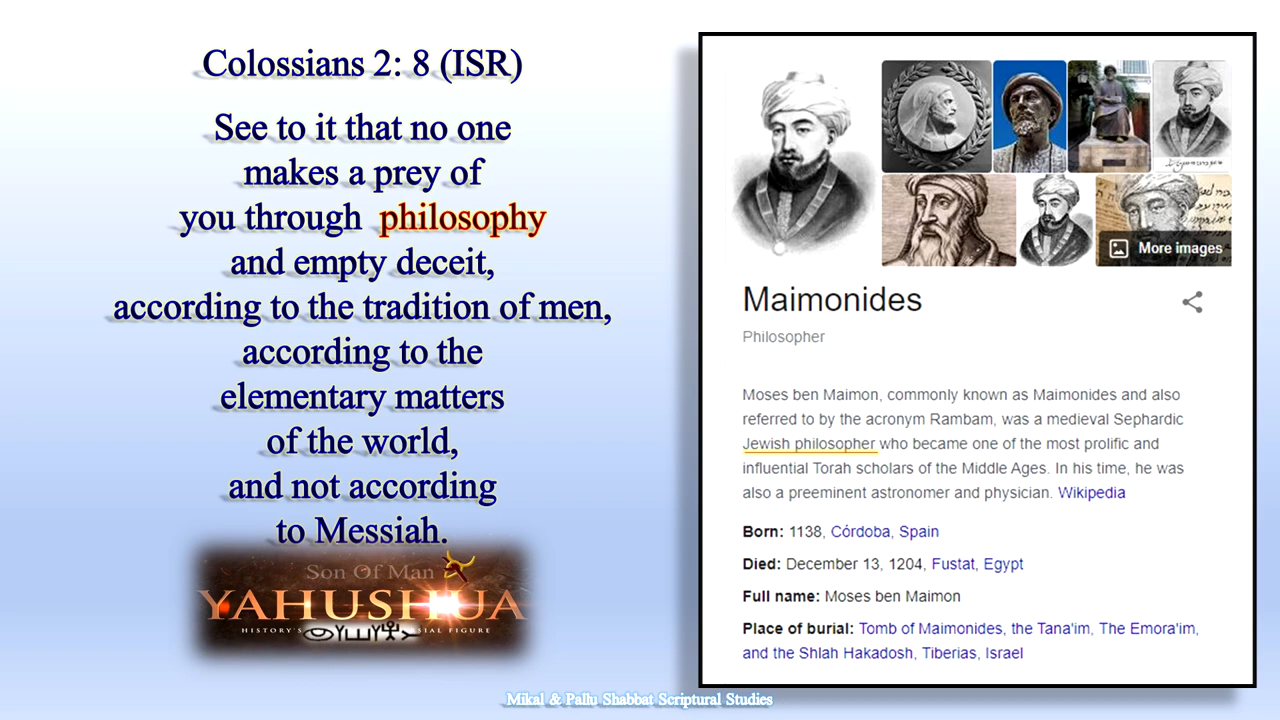 Colossians 2: 8 (ISR)
See to it that no one
makes a prey of
you through philosophy
and empty deceit,
according to the tradition of men,
according to the
elementary matters
of the world,
and not according
to Messiah.
Son Of Man
YAHUSHUA
HISTORY'S
SIAL FIGURE
More images
Maimonides
Philosopher
Moses ben Maimon, commonly known as Maimonides and also
referred to by the acronym Rambam, was a medieval Sephardic
Jewish philosopher who became one of the most prolific and
influential Torah scholars of the Middle Ages. In his time, he was
also a preeminent astronomer and physician. Wikipedia
Born: 1138, Córdoba, Spain
Died: December 13, 1204, Fustat, Egypt
Full name: Moses ben Maimon
Place of burial: Tomb of Maimonides, the Tana'im, The Emora'im,
and the Shlah Hakadosh, Tiberias, Israel
Mikal & Pallu Shabbat Scriptural Studies